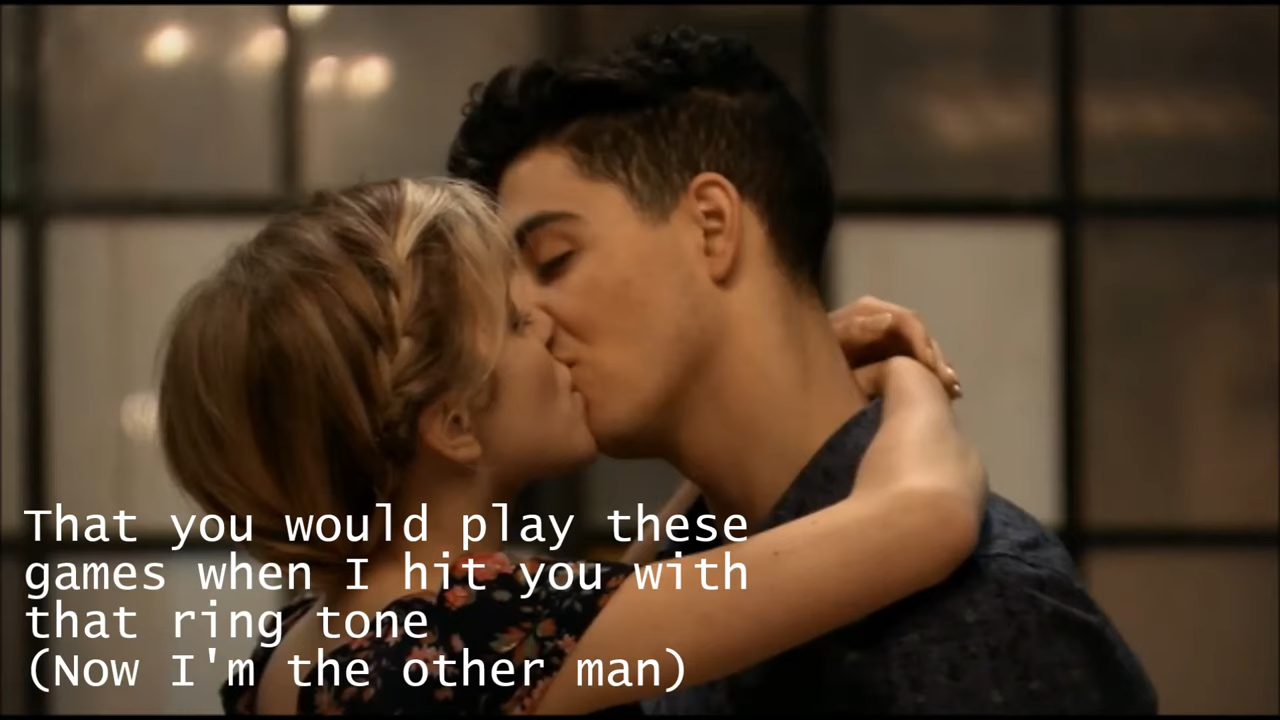 That you would play these
games when I hit you with
that ring tone
(Now I'm the other man)